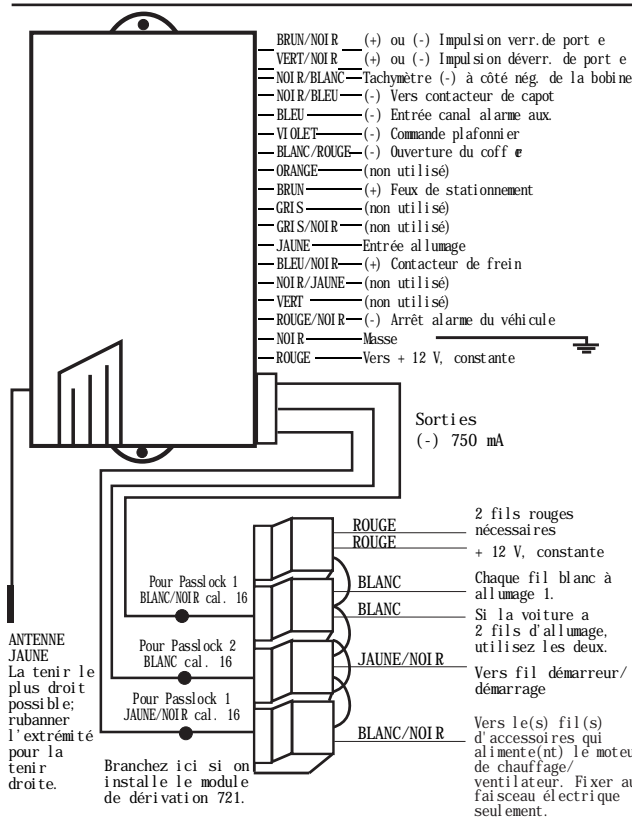 BRUN/NOIR (+) ou (-) Impulsion verr. de porte
VERT/NOIR (+) ou (-) Impulsion déverr. de porte
NOIR/BLANC Tachymètre (-) à côté nég. de la bobine
NOIR/BLEU (-) Vers contacteur de capot
BLEU (-) Entrée canal alarme aux.
VIOLET (-) Commande plafonnier
BLANC/ROUGE (-) Ouverture du coffre
ORANGE (non utilisé)
BRUN (+) Feux de stationnement
GRIS (non utilisé)
GRIS/NOIR (non utilisé)
JAUNE Entrée allumage
BLEU/NOIR (+) Contacteur de frein
NOIR/JAUNE (non utilisé)
VERT (non utilisé)
ROUGE/NOIR (-) Arrêt alarme du véhicule
NOIR Masse
ROUGE Vers + 12 V, constante
Sorties
(-) 750 mA
ROUGE
ROUGE
2 fils rouges
nécessaires
+ 12 V, constante
BLANC
Chaque fil blanc à
allumage 1.
BLANC
Si la voiture a
2 fils d'allumage,
utilisez les deux.
JAUNE/NOIR
Vers fil démarreur/
démarrage
BLANC/NOIR
Vers le(s) fil(s)
d'accessoires qui
alimente(nt) le moteu
de chauffage/
ventilateur. Fixer au
faisceau électrique
seulement.
Pour Passlock 1
BLANC/NOIR cal. 16
Pour Passlock 2
BLANC cal. 16
Pour Passlock 1
JAUNE/NOIR cal. 16
Branchez ici si on
installe le module
de dérivation 721.
ANTENNE
JAUNE
La tenir le
plus droit
possible;
rubanner
l'extrémité
pour la
tenir
droite.